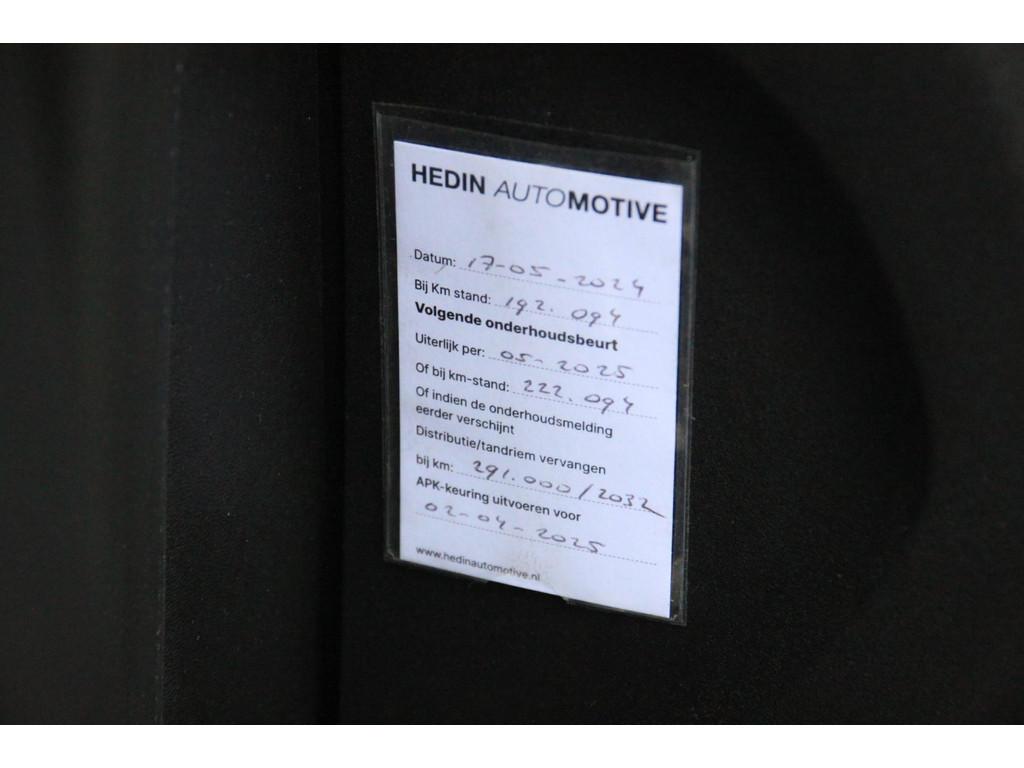 HEDIN AUTOMOTIVE
Datum: 17-05-2024
Bij Km stand: 192.094
Volgende onderhoudsbeurt
Uiterlijk per: 05-2025
Of bij km-stand: 222.094
Of indien de onderhoudsmelding
eerder verschijnt
Distributie/tandriem vervangen
bij km: 291.000/2032
APK-keuring uitvoeren voor
02-04-2025
www.hedinautomotive.nl